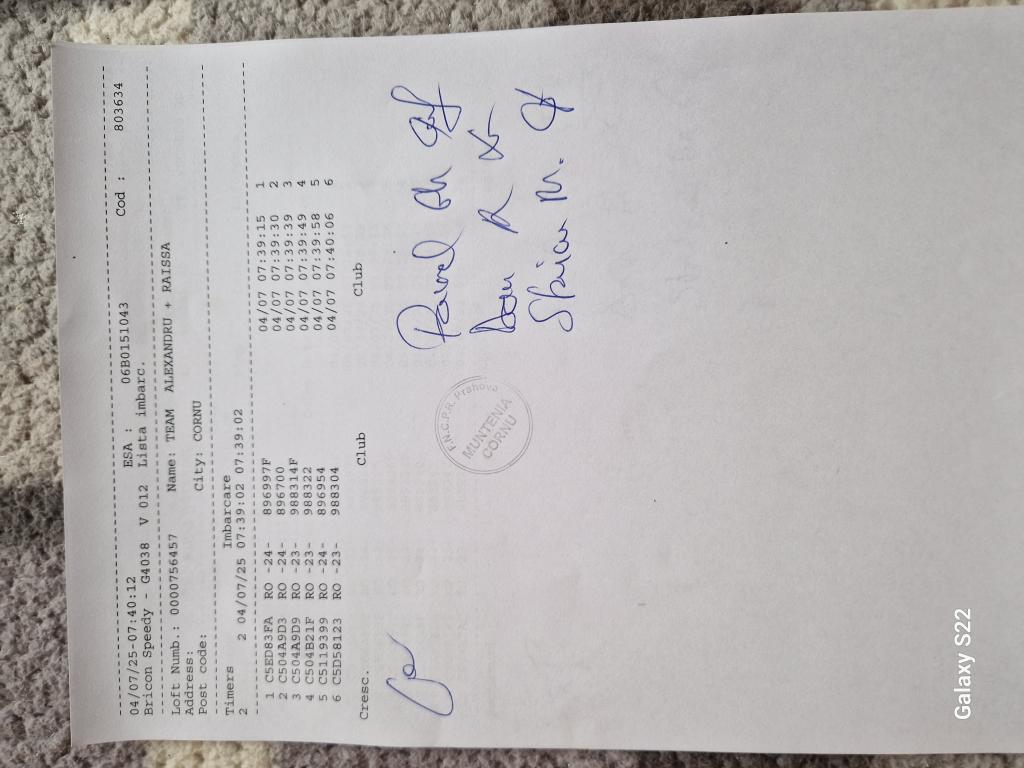 04/07/25-07:40:12 ESA : 06B0151043 Cod : 803634
Bricon Speedy - G4038 V 012 Lista imbarc.
Loft Numb.: 0000756457 Name: TEAM ALEXANDRU + RAISSA
Address:
Post code: City: CORNU
Timers Imbarcare
2 2 04/07/25 07:39:02 07:39:02
1 C5ED83FA RO -24- 896997F 04/07 07:39:15 1
2 C504A2D3 RO -24- 896700 04/07 07:39:30 2
3 C504A9D9 RO -23- 988314F 04/07 07:39:39 3
4 C504B21F RO -23- 988322 04/07 07:39:49 4
5 C5119399 RO -24- 896954 04/07 07:39:58 5
6 C5D58123 RO -23- 988304 04/07 07:40:06 6
Cresc. Club Club
F.N.C.P.R. Prahova
MUNTENIA
CORNU
Galaxy S22